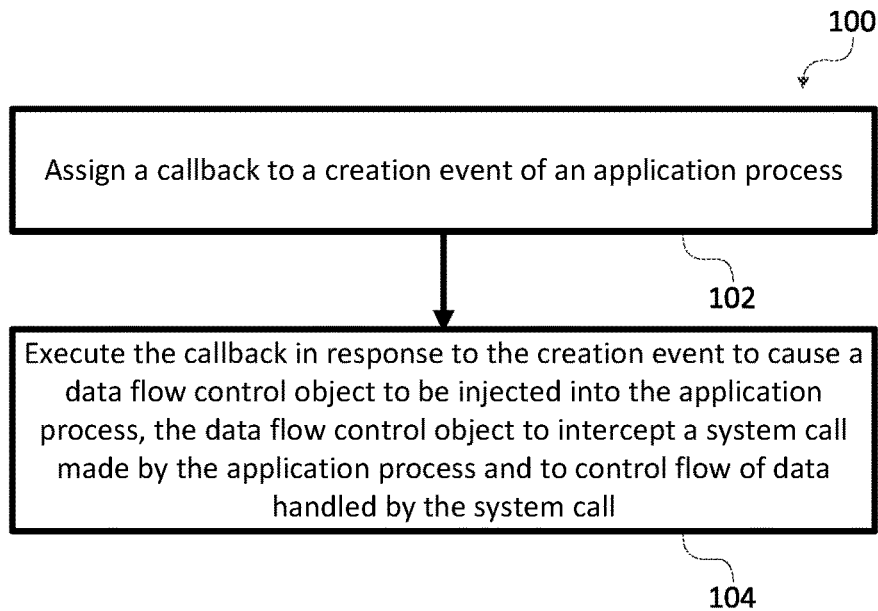 100
Assign a callback to a creation event of an application process
102
Execute the callback in response to the creation event to cause a
data flow control object to be injected into the application
process, the data flow control object to intercept a system call
made by the application process and to control flow of data
handled by the system call
104